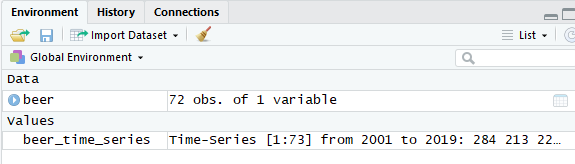 Environment History Connections
Import Dataset List
Global Environment
Data
beer 72 obs. of 1 variable
Values
beer_time_series Time-Series [1:73] from 2001 to 2019: 284 213 22…